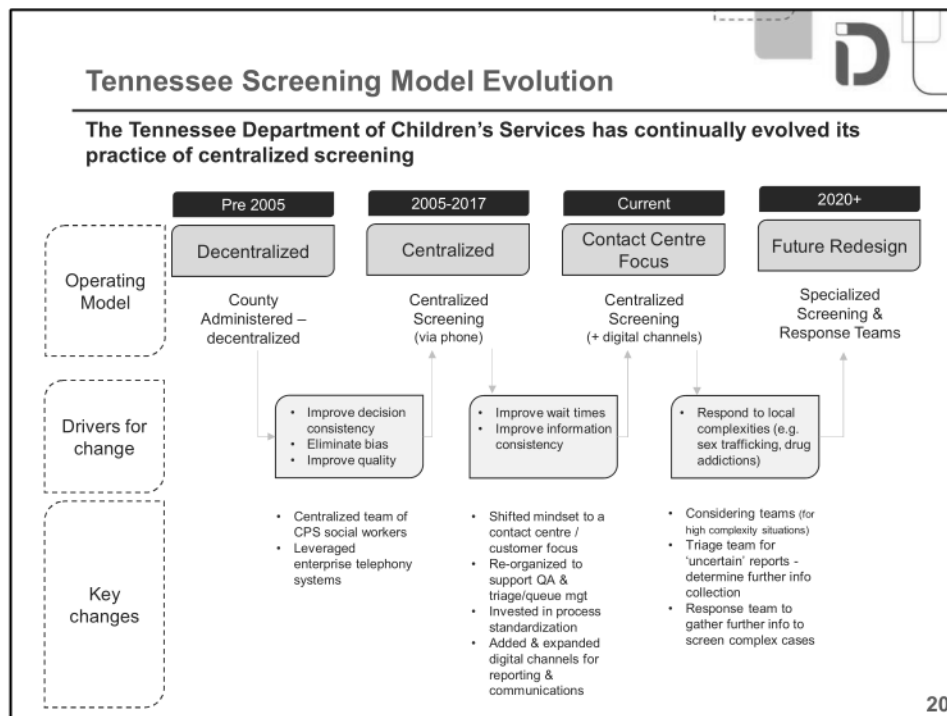 Tennessee Screening Model Evolution
The Tennessee Department of Children's Services has continually evolved its
practice of centralized screening
Pre 2005
2005-2017
Current
2020+
Operating
Model
Decentralized
Centralized
Contact Centre
Focus
Future Redesign
County
Administered –
decentralized
Centralized
Screening
(via phone)
Centralized
Screening
(+ digital channels)
Specialized
Screening &
Response Teams
Drivers for
change
• Improve decision
consistency
• Eliminate bias
• Improve quality
• Improve wait times
• Improve information
consistency
• Respond to local
complexities (e.g.
sex trafficking, drug
addictions)
Key
changes
• Centralized team of
CPS social workers
• Leveraged
enterprise telephony
systems
• Shifted mindset to a
contact centre /
customer focus
• Re-organized to
support QA &
triage/queue mgt
• Invested in process
standardization
• Added & expanded
digital channels for
reporting &
communications
• Considering teams (for
high complexity situations)
• Triage team for
'uncertain' reports -
determine further info
collection
• Response team to
gather further info to
screen complex cases
20